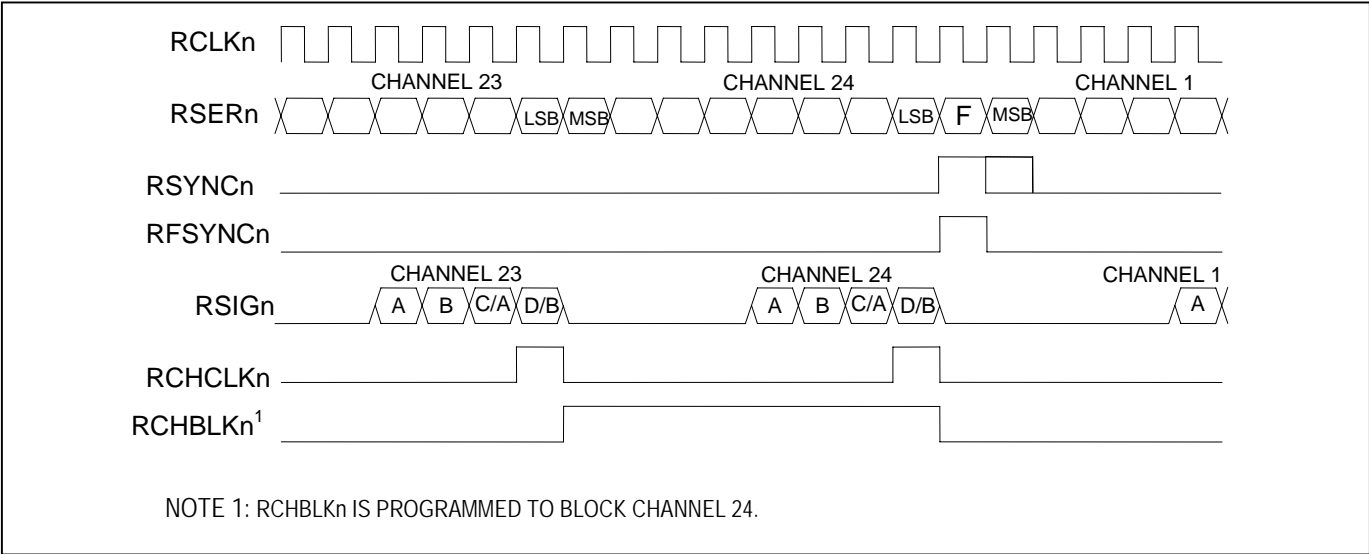 RCLKn
CHANNEL 23 CHANNEL 24 CHANNEL 1
RSERn LSB MSB LSB F MSB
RSYNCn
RFSYNCn
CHANNEL 23 CHANNEL 24 CHANNEL 1
RSIGn A B C/A D/B A B C/A D/B A
RCHCLKn
RCHBLKn1
NOTE 1: RCHBLKn IS PROGRAMMED TO BLOCK CHANNEL 24.